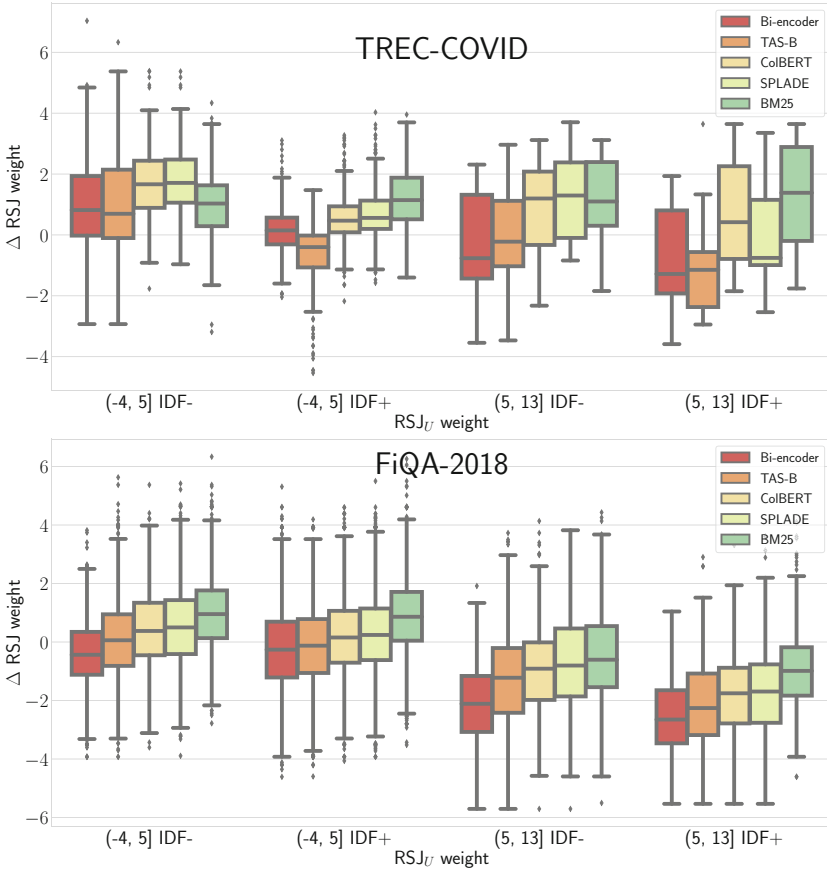 TREC-COVID
Bi-encoder
TAS-B
ColBERT
SPLADE
BM25
6
4
2
0
−2
−4
Δ RSJ weight
(-4, 5] IDF-
(-4, 5] IDF+
(5, 13] IDF-
(5, 13] IDF+
RSJ_U weight
FiQA-2018
Bi-encoder
TAS-B
ColBERT
SPLADE
BM25
6
4
2
0
−2
−4
−6
Δ RSJ weight
(-4, 5] IDF-
(-4, 5] IDF+
(5, 13] IDF-
(5, 13] IDF+
RSJ_U weight